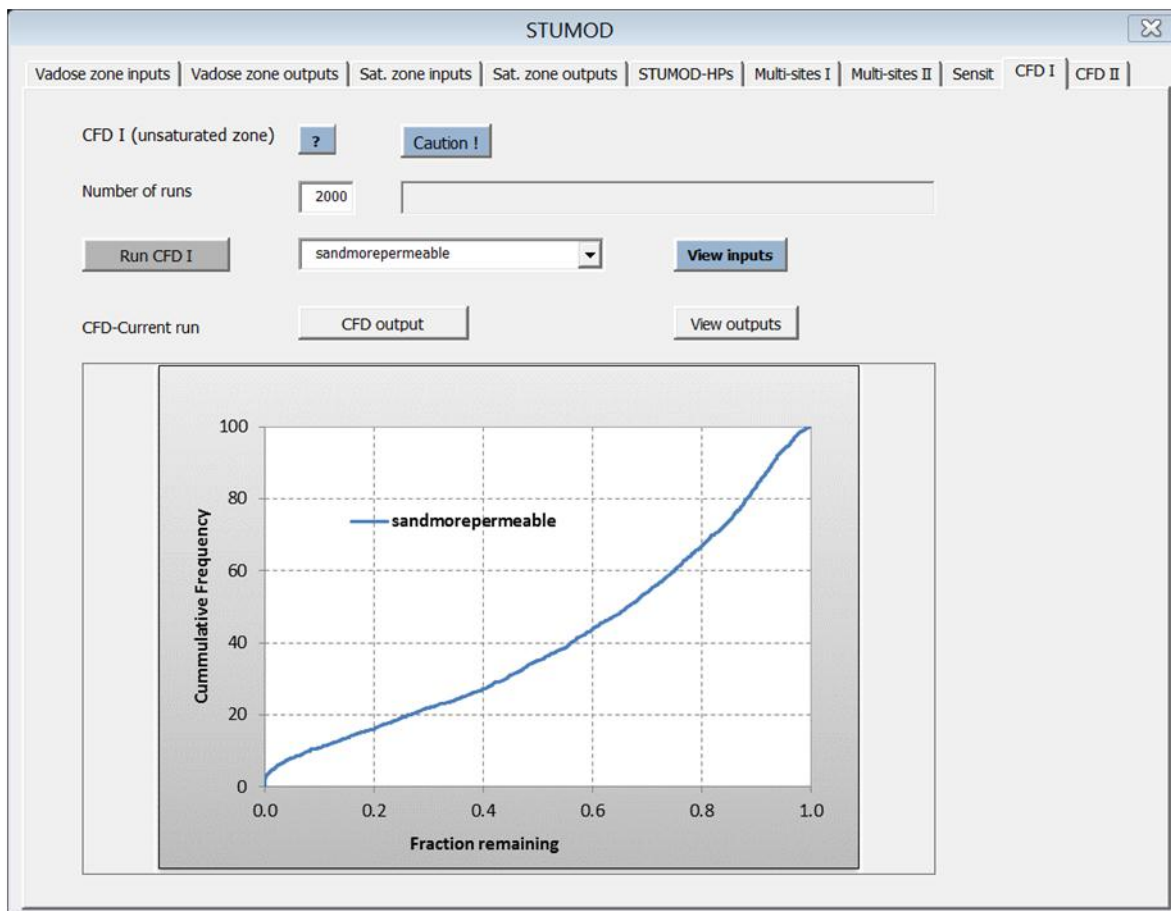 STUMOD
Vadose zone inputs Vadose zone outputs Sat. zone inputs Sat. zone outputs STUMOD-HPs Multi-sites I Multi-sites II Sensit CFD I CFD II
CFD I (unsaturated zone) ? Caution !
Number of runs 2000
Run CFD I sandmorepermeable View inputs
CFD-Current run CFD output View outputs
100
80
60
40
20
0
Cummulative Frequency
sandmorepermeable
0.0 0.2 0.4 0.6 0.8 1.0
Fraction remaining